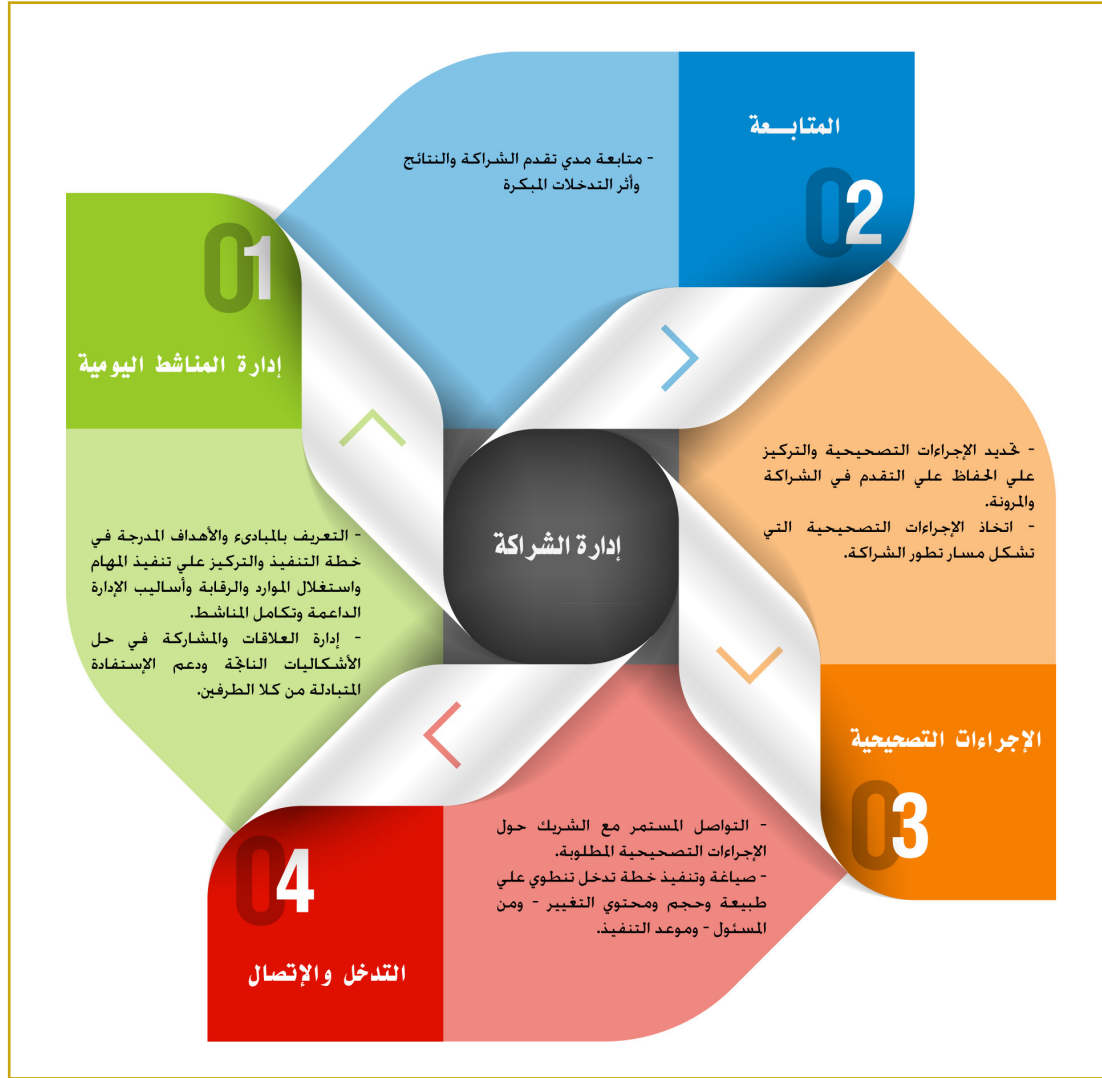 إدارة الشراكة
01
إدارة المناشط اليومية
- التعريف بالمبادىء والأهداف المدرجة في
خطة التنفيذ والتركيز علي تنفيذ المهام
واستغلال الموارد والرقابة وأساليب الإدارة
الداعمة وتكامل المناشط.
- إدارة العلاقات والمشاركة في حل
الأشكاليات الناتجة ودعم الإستفادة
المتبادلة من كلا الطرفين.
المتابـــعة
02
- متابعة مدي تقدم الشراكة والنتائج
وأثر التدخلات المبكرة
الإجراءات التصحيحية
03
- تحديد الإجراءات التصحيحية والتركيز
علي الحفاظ علي التقدم في الشراكة
والمرونة.
- اتخاذ الإجراءات التصحيحية التي
تشكل مسار تطور الشراكة.
04
التدخل والإتصال
- التواصل المستمر مع الشريك حول
الإجراءات التصحيحية المطلوبة.
- صياغة وتنفيذ خطة تدخل تنطوي علي
طبيعة وحجم ومحتوي التغيير - ومن
المسئول - وموعد التنفيذ.